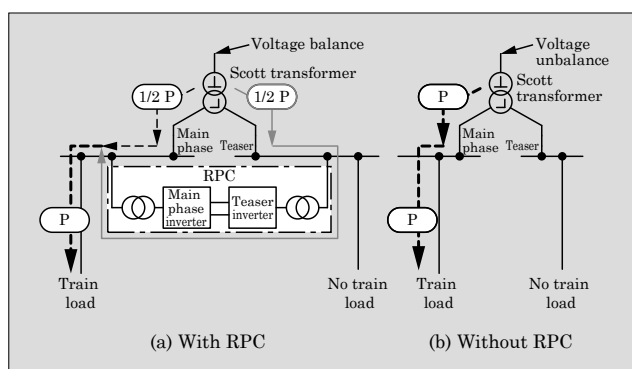 Voltage balance
Scott transformer
1/2 P
1/2 P
Main
phase
Teaser
RPC
Main
phase
inverter
Teaser
inverter
P
Train
load
No train
load
(a) With RPC
Voltage
unbalance
Scott
transformer
P
Main
phase
Teaser
P
Train
load
No train
load
(b) Without RPC